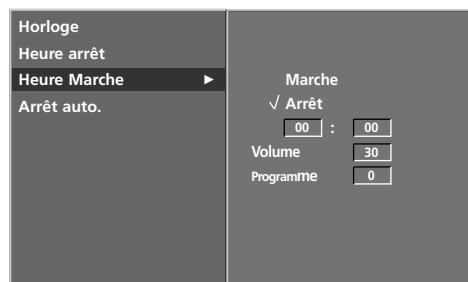 Horloge
Heure arrêt
Heure Marche ►
Arrêt auto.
Marche
√ Arrêt
00 : 00
Volume 30
Programme 0